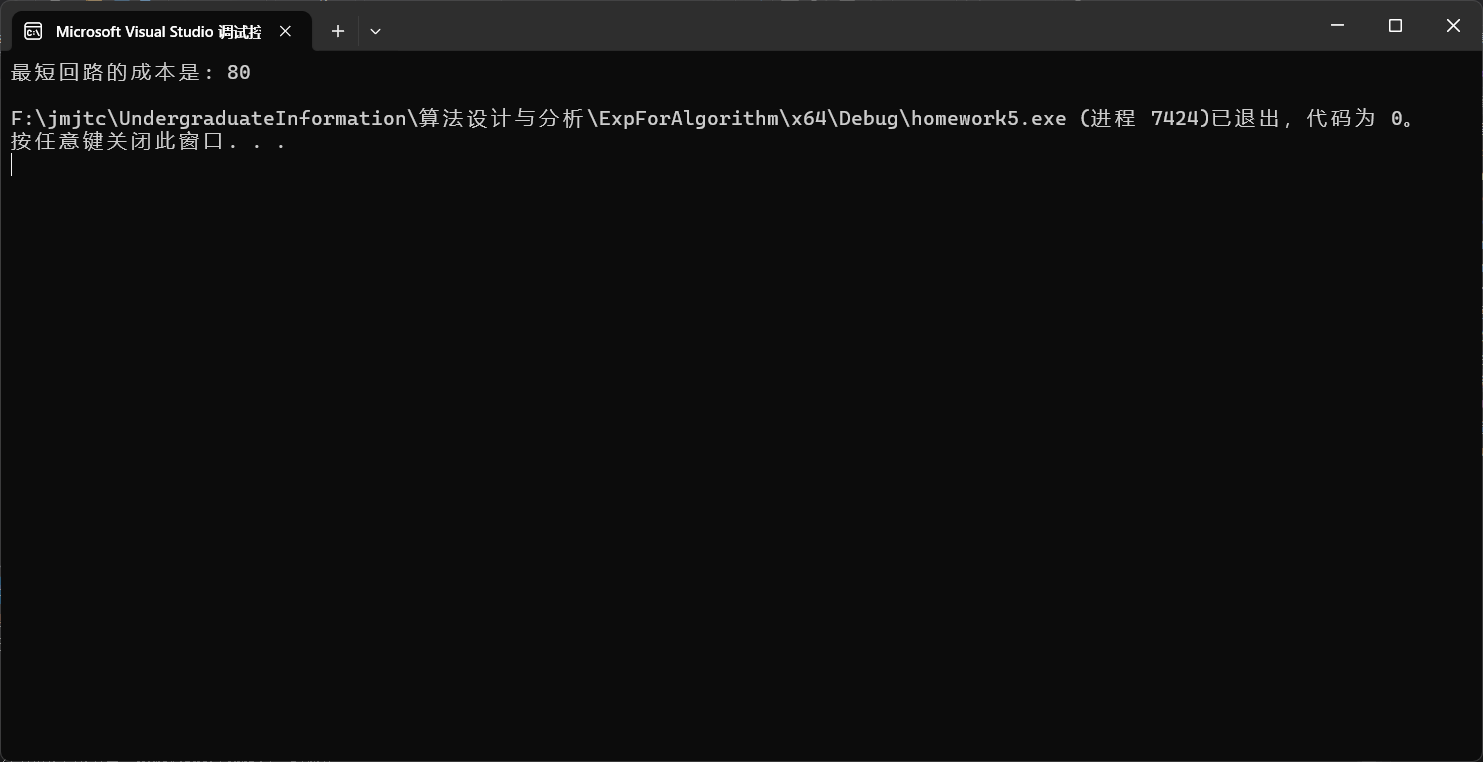 Microsoft Visual Studio 调试控
最短回路的成本是: 80
F:\jmjtc\UndergraduateInformation\算法设计与分析\ExpForAlgorithm\x64\Debug\homework5.exe (进程 7424)已退出，代码为 0。
按任意键关闭此窗口. . .